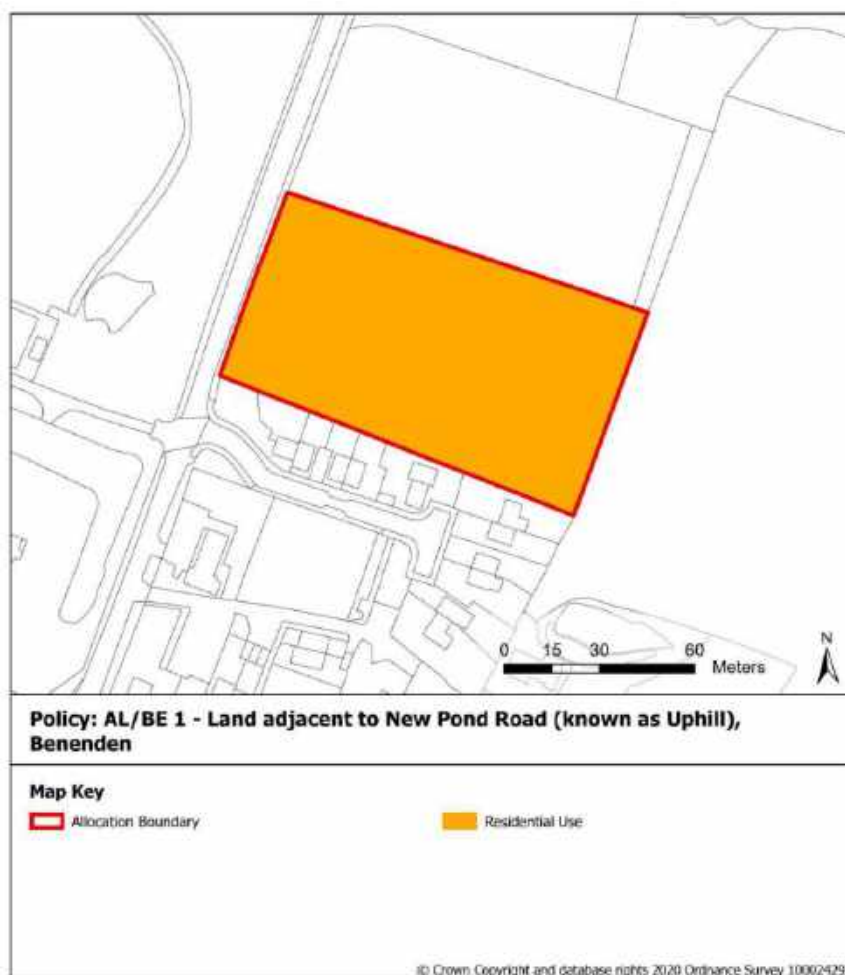 0 15 30 60
Meters
N
Policy: AL/BE 1 - Land adjacent to New Pond Road (known as Uphill),
Benenden
Map Key
Allocation Boundary
Residential Use
© Crown Copyright and database rights 2020 Ordnance Survey 10002429